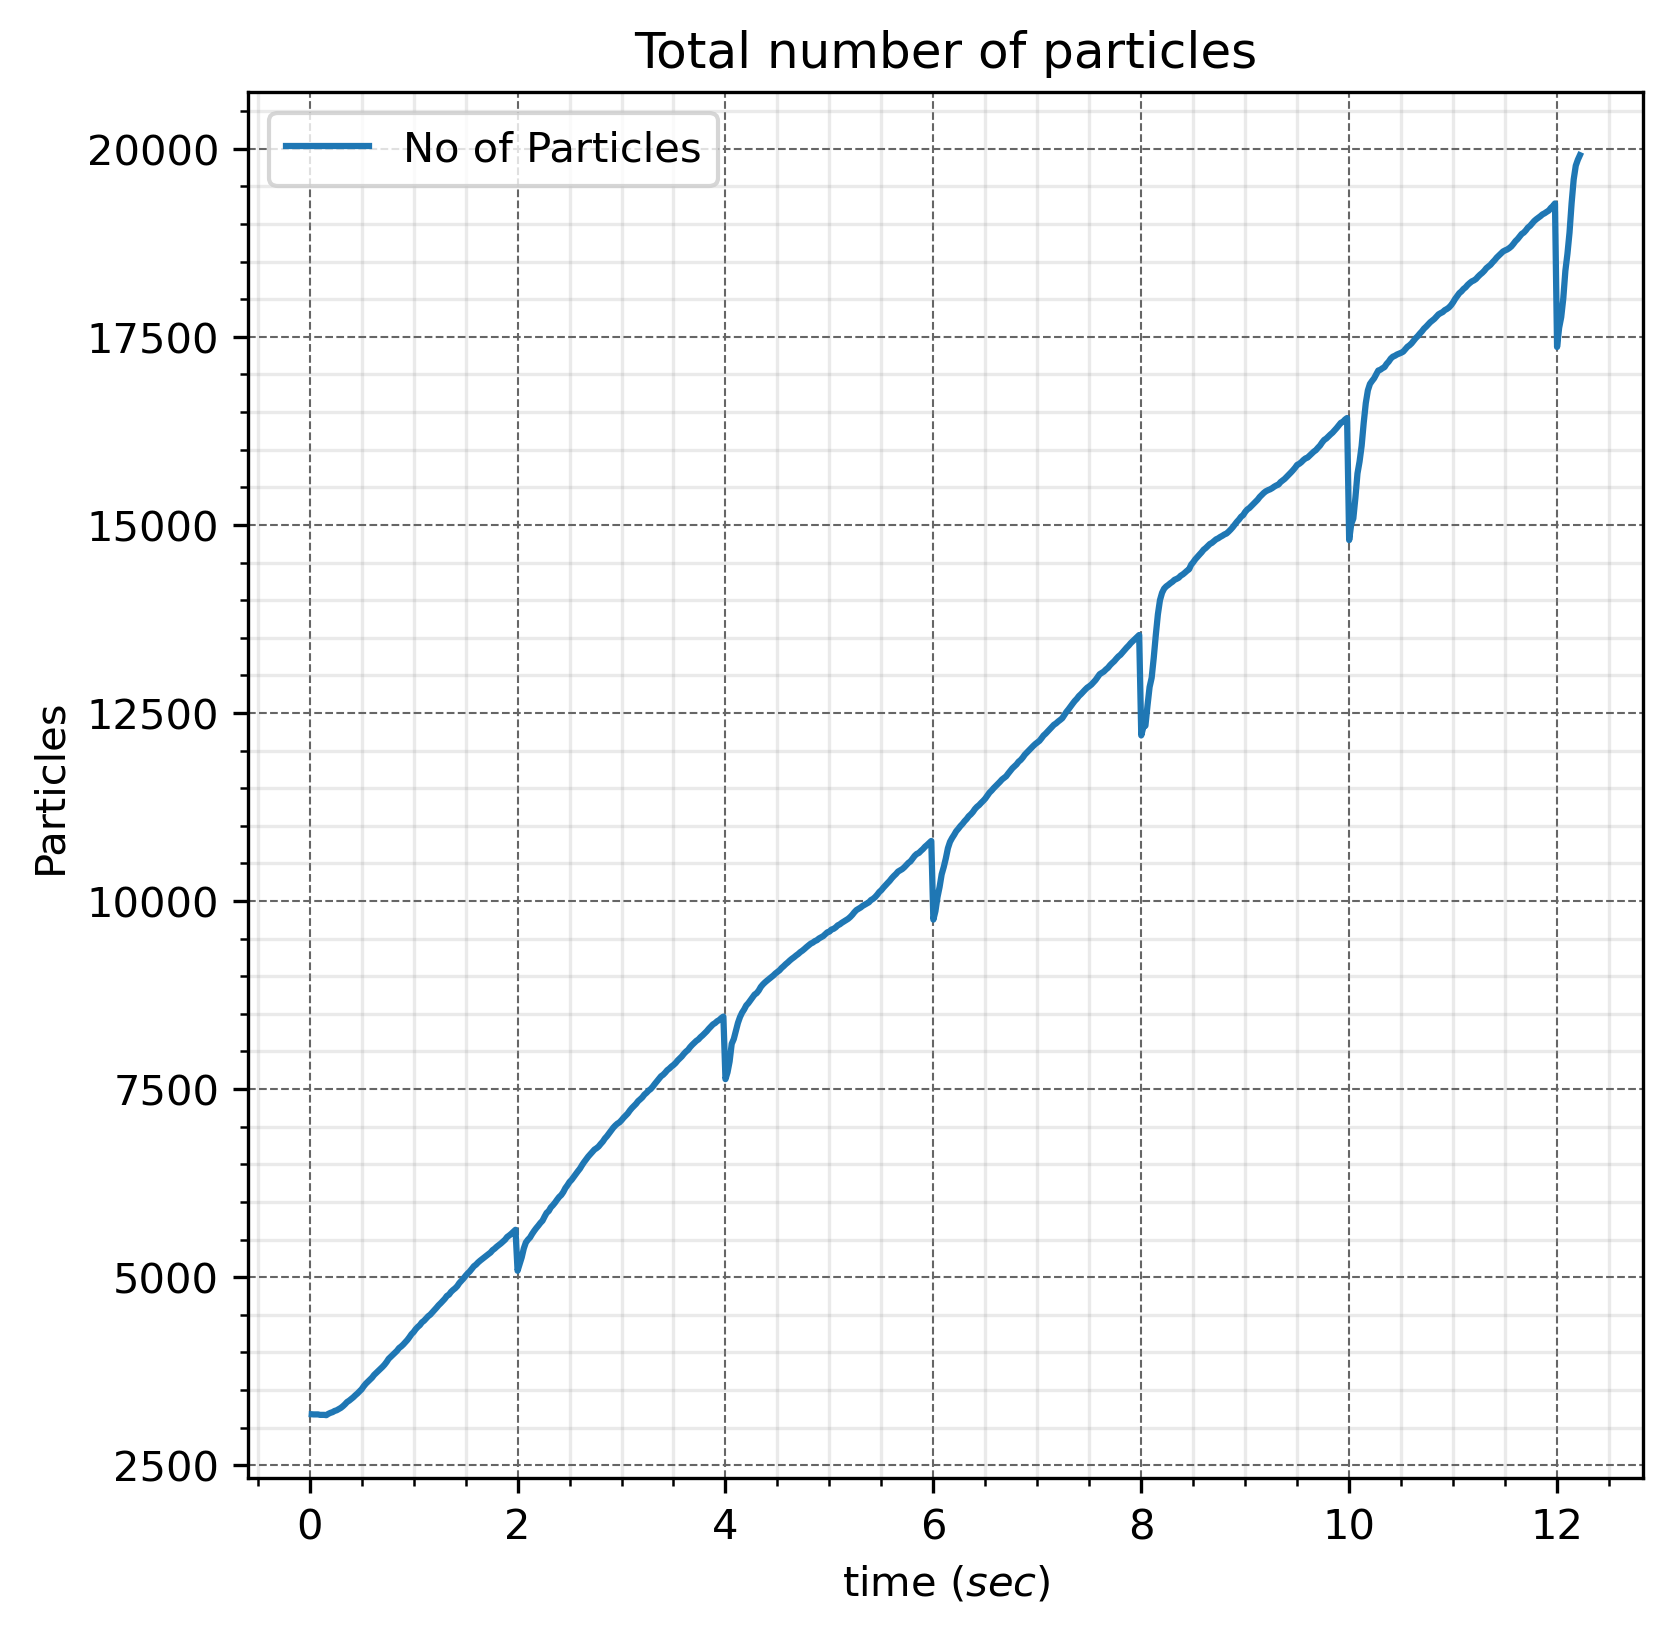 Total number of particles
No of Particles
20000
17500
15000
12500
10000
7500
5000
2500
Particles
0 2 4 6 8 10 12
time (sec)